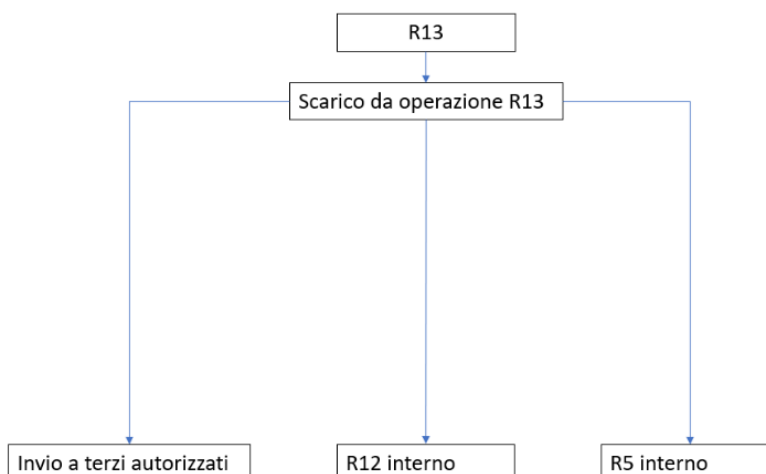 R13
Scarico da operazione R13
Invio a terzi autorizzati
R12 interno
R5 interno